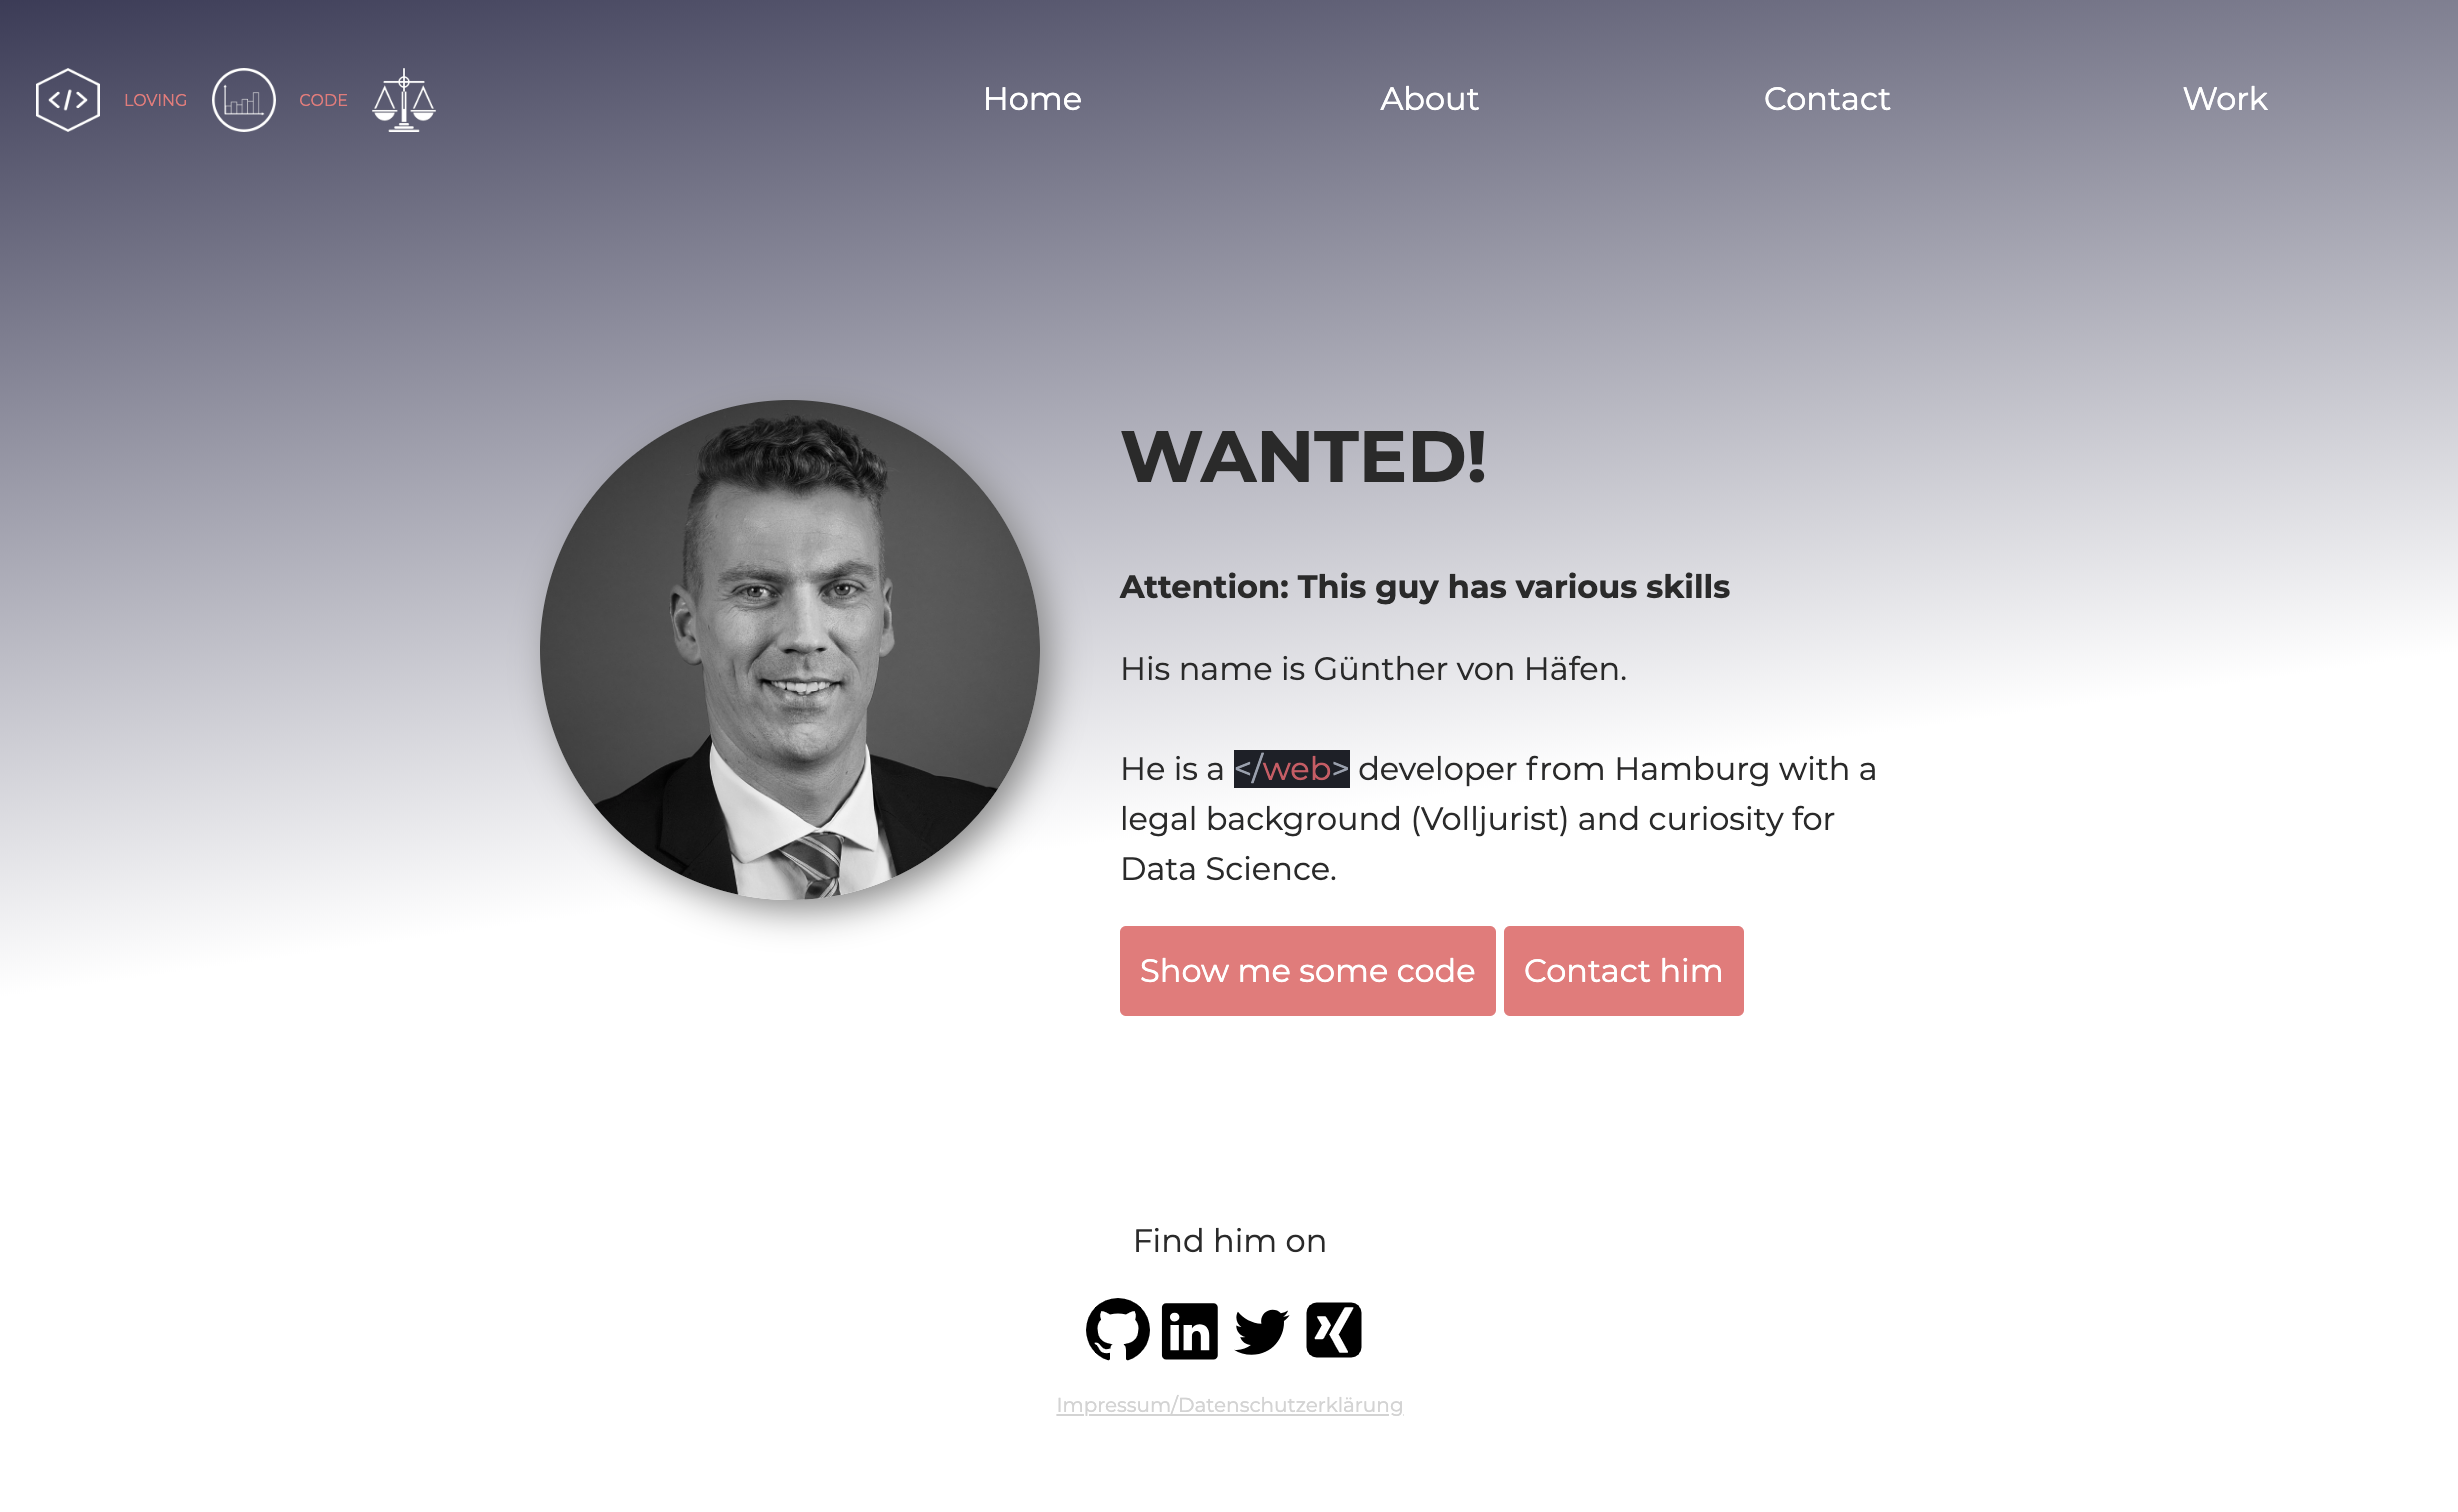 </> LOVING CODE
Home About Contact Work
WANTED!
Attention: This guy has various skills
His name is Günther von Häfen.
He is a </web> developer from Hamburg with a
legal background (Volljurist) and curiosity for
Data Science.
Show me some code Contact him
Find him on
in
Impressum/Datenschutzerklärung